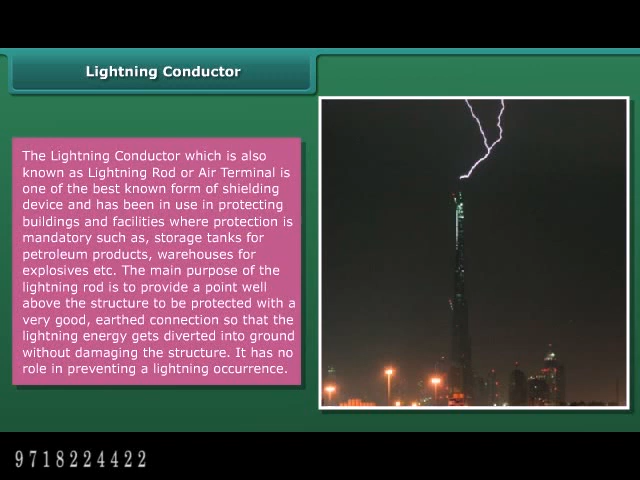 Lightning Conductor
The Lightning Conductor which is also
known as Lightning Rod or Air Terminal is
one of the best known form of shielding
device and has been in use in protecting
buildings and facilities where protection is
mandatory such as, storage tanks for
petroleum products, warehouses for
explosives etc. The main purpose of the
lightning rod is to provide a point well
above the structure to be protected with a
very good, earthed connection so that the
lightning energy gets diverted into ground
without damaging the structure. It has no
role in preventing a lightning occurrence.
9718224422